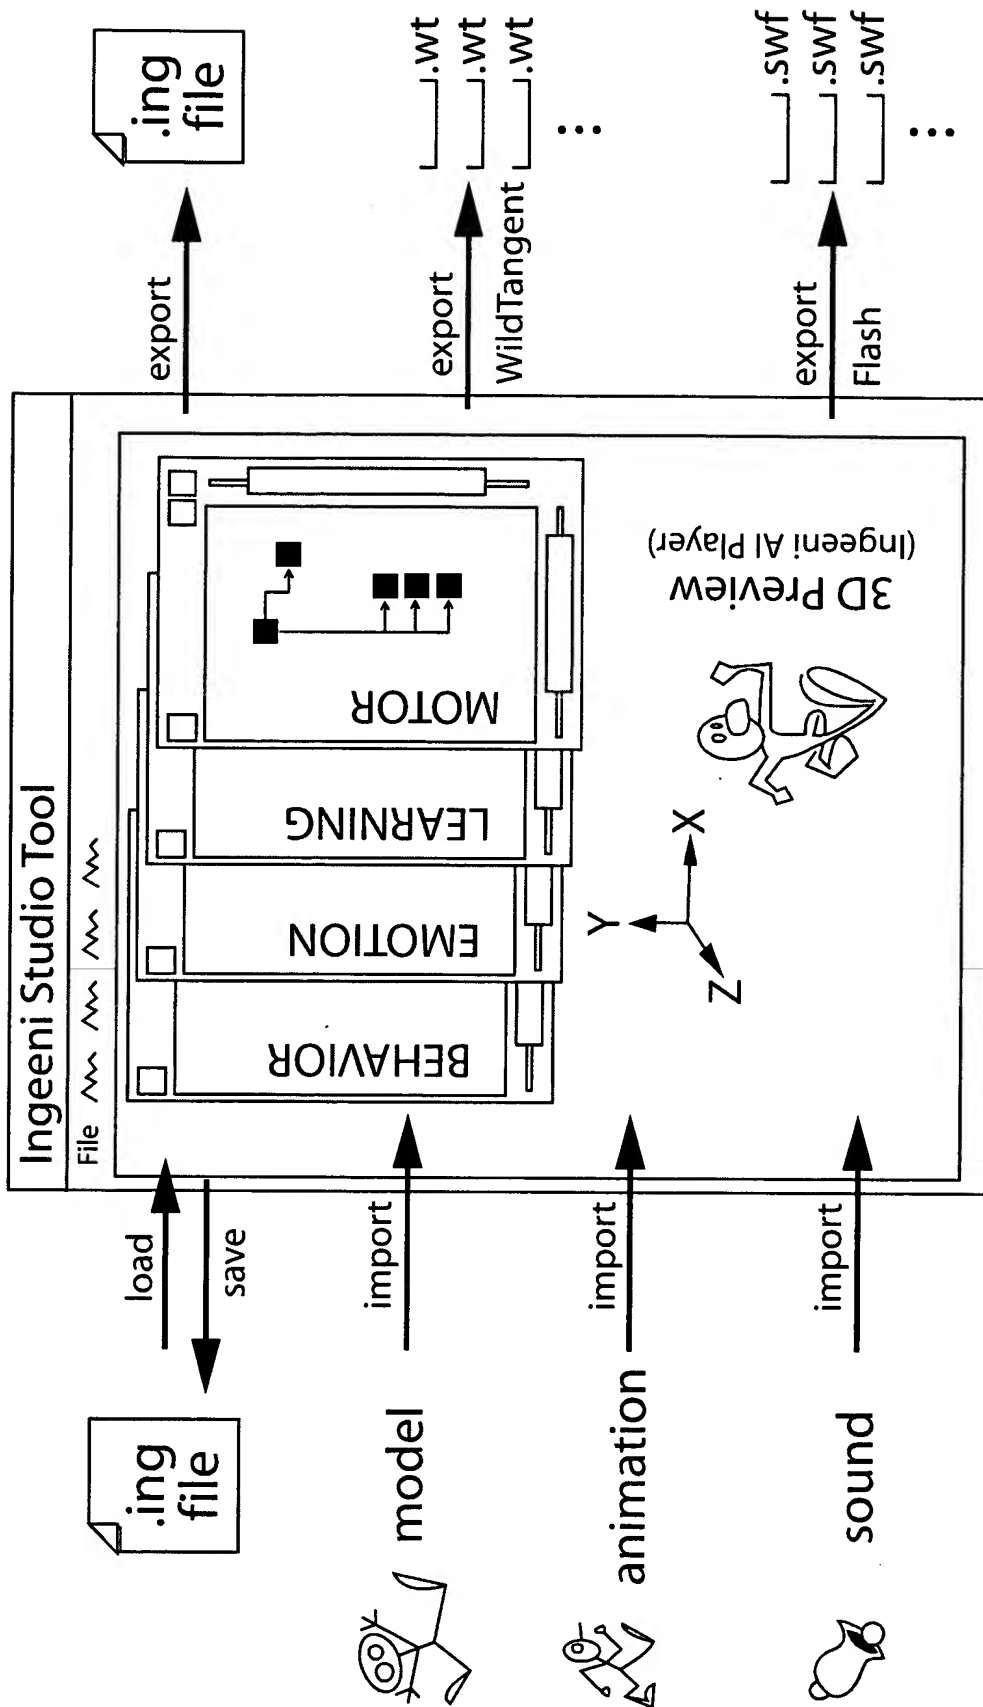 Ingeeni Studio Tool
File
.ing
file
load
save
model
import
animation
import
sound
import
BEHAVIOR
EMOTION
LEARNING
MOTOR
Y
X
Z
3D Preview
(Ingeeni AI Player)
export
.ing
file
export
WildTangent
.wt
.wt
.wt
...
export
Flash
.swf
.swf
.swf
...